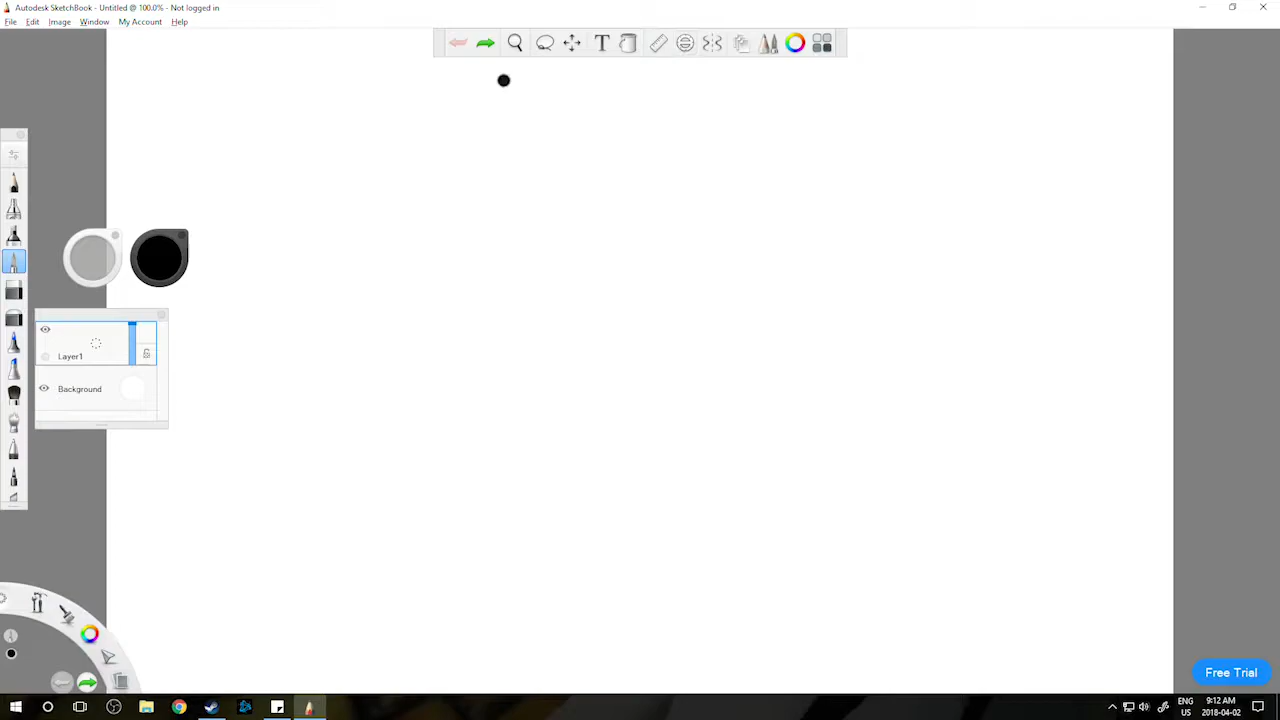 Autodesk SketchBook - Untitled @ 100.0% - Not logged in
File Edit Image Window My Account Help
T
Layer1
Background
Free Trial
ENG 9:12 AM
US 2018-04-02